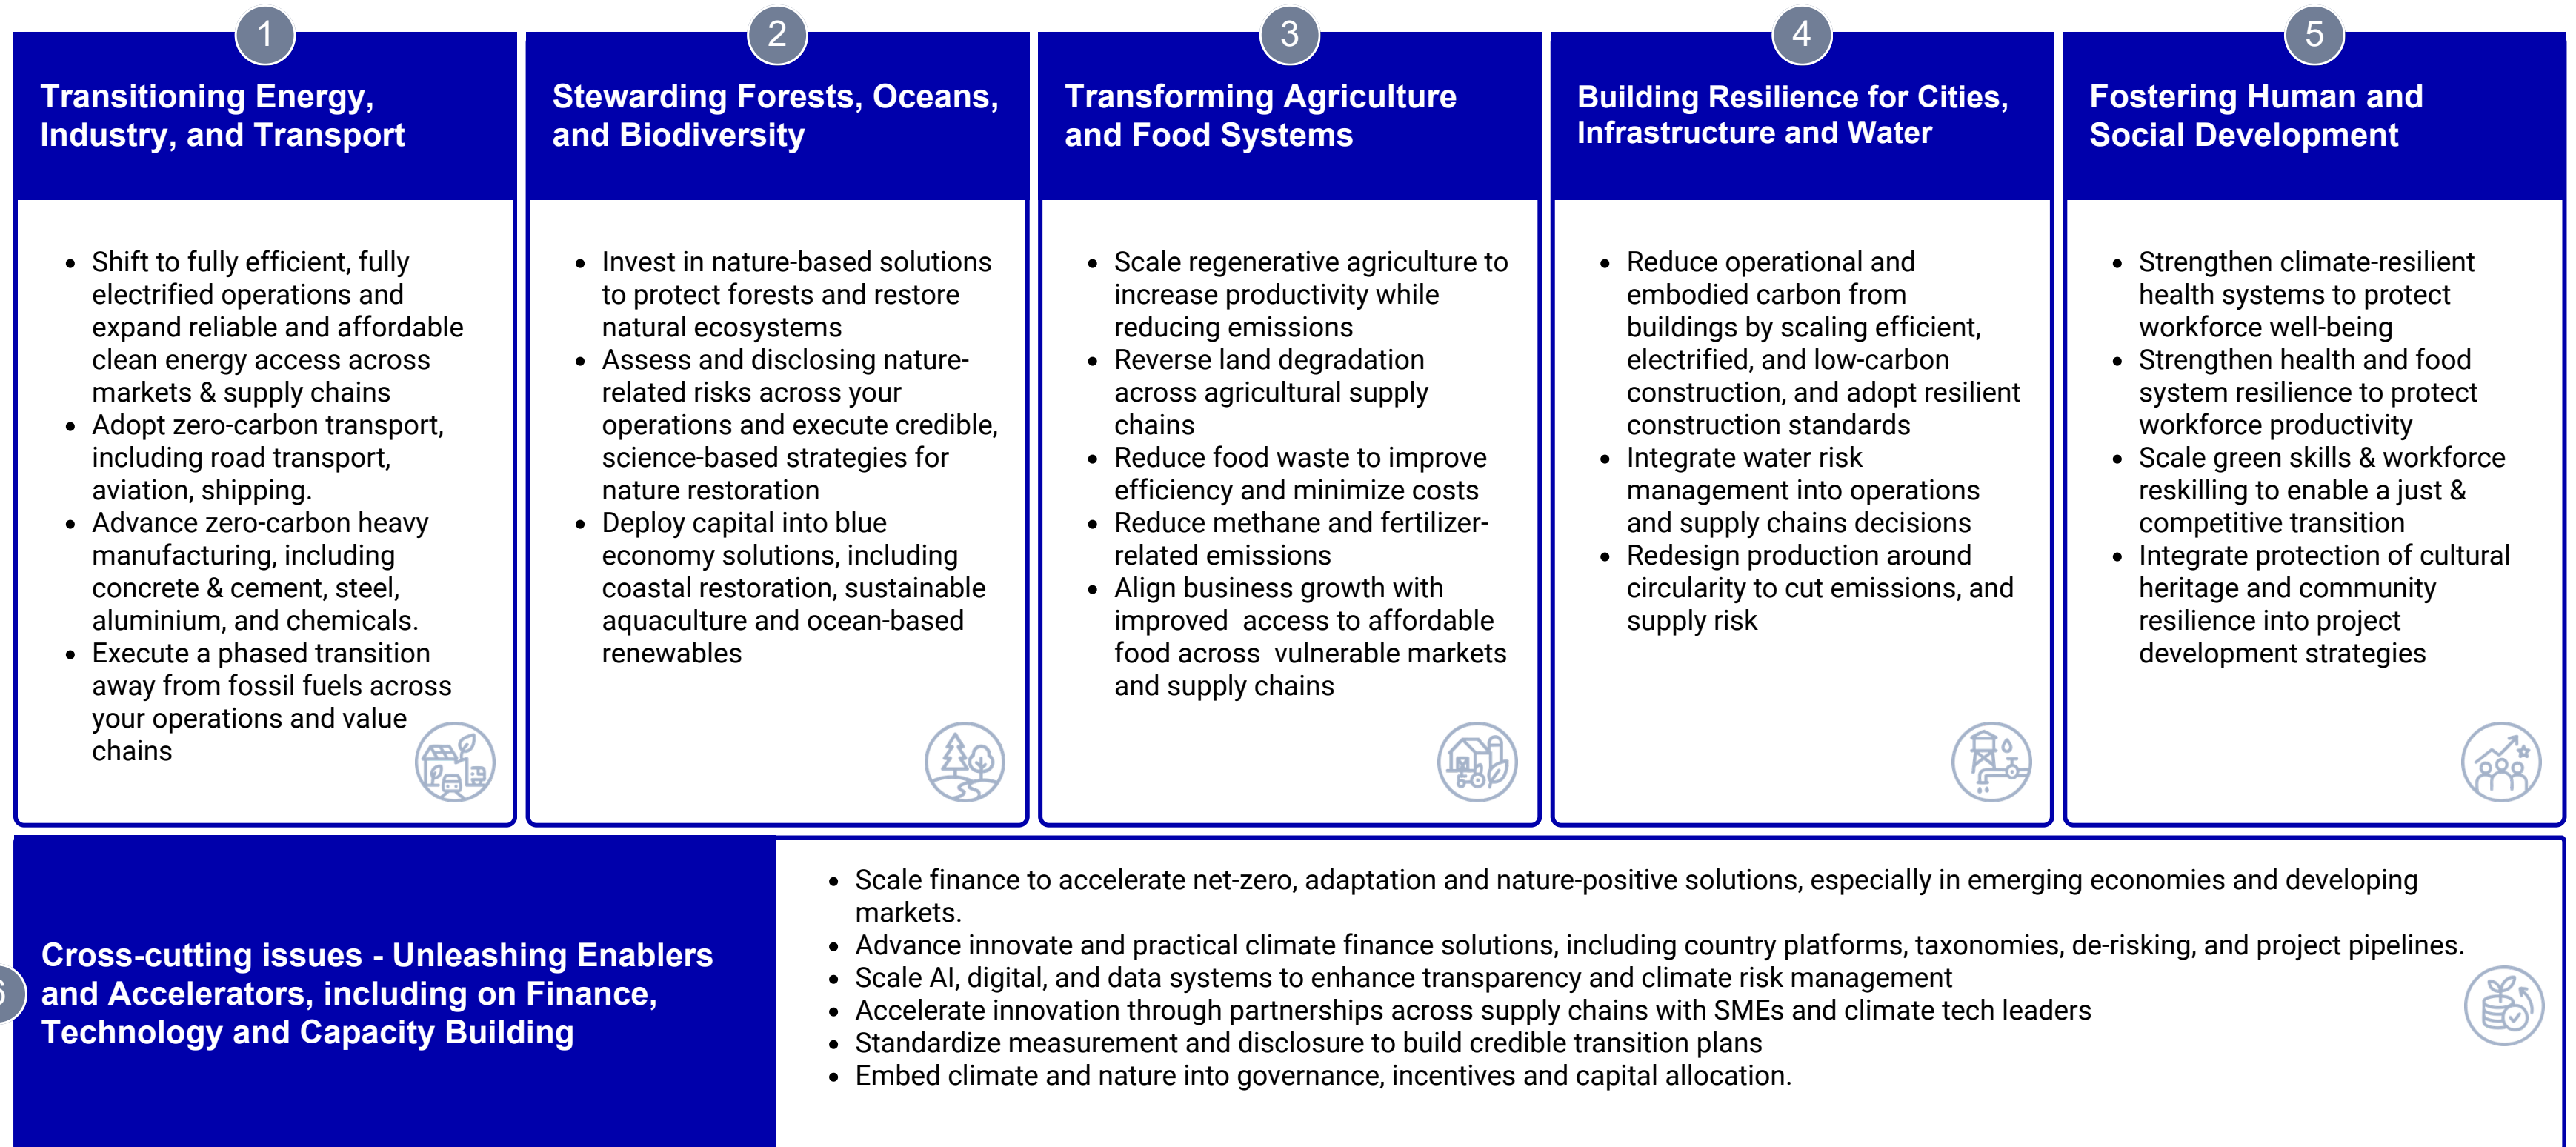 1
Transitioning Energy,
Industry, and Transport
• Shift to fully efficient, fully
electrified operations and
expand reliable and affordable
clean energy access across
markets & supply chains
• Adopt zero-carbon transport,
including road transport,
aviation, shipping.
• Advance zero-carbon heavy
manufacturing, including
concrete & cement, steel,
aluminium, and chemicals.
• Execute a phased transition
away from fossil fuels across
your operations and value
chains
2
Stewarding Forests, Oceans,
and Biodiversity
• Invest in nature-based solutions
to protect forests and restore
natural ecosystems
• Assess and disclosing nature-
related risks across your
operations and execute credible,
science-based strategies for
nature restoration
• Deploy capital into blue
economy solutions, including
coastal restoration, sustainable
aquaculture and ocean-based
renewables
3
Transforming Agriculture
and Food Systems
• Scale regenerative agriculture to
increase productivity while
reducing emissions
• Reverse land degradation
across agricultural supply
chains
• Reduce food waste to improve
efficiency and minimize costs
• Reduce methane and fertilizer-
related emissions
• Align business growth with
improved  access to affordable
food across  vulnerable markets
and supply chains
4
Building Resilience for Cities,
Infrastructure and Water
• Reduce operational and
embodied carbon from
buildings by scaling efficient,
electrified, and low-carbon
construction, and adopt resilient
construction standards
• Integrate water risk
management into operations
and supply chains decisions
• Redesign production around
circularity to cut emissions, and
supply risk
5
Fostering Human and
Social Development
• Strengthen climate-resilient
health systems to protect
workforce well-being
• Strengthen health and food
system resilience to protect
workforce productivity
• Scale green skills & workforce
reskilling to enable a just &
competitive transition
• Integrate protection of cultural
heritage and community
resilience into project
development strategies
6
Cross-cutting issues - Unleashing Enablers
and Accelerators, including on Finance,
Technology and Capacity Building
• Scale finance to accelerate net-zero, adaptation and nature-positive solutions, especially in emerging economies and developing
markets.
• Advance innovate and practical climate finance solutions, including country platforms, taxonomies, de-risking, and project pipelines.
• Scale AI, digital, and data systems to enhance transparency and climate risk management
• Accelerate innovation through partnerships across supply chains with SMEs and climate tech leaders
• Standardize measurement and disclosure to build credible transition plans
• Embed climate and nature into governance, incentives and capital allocation.